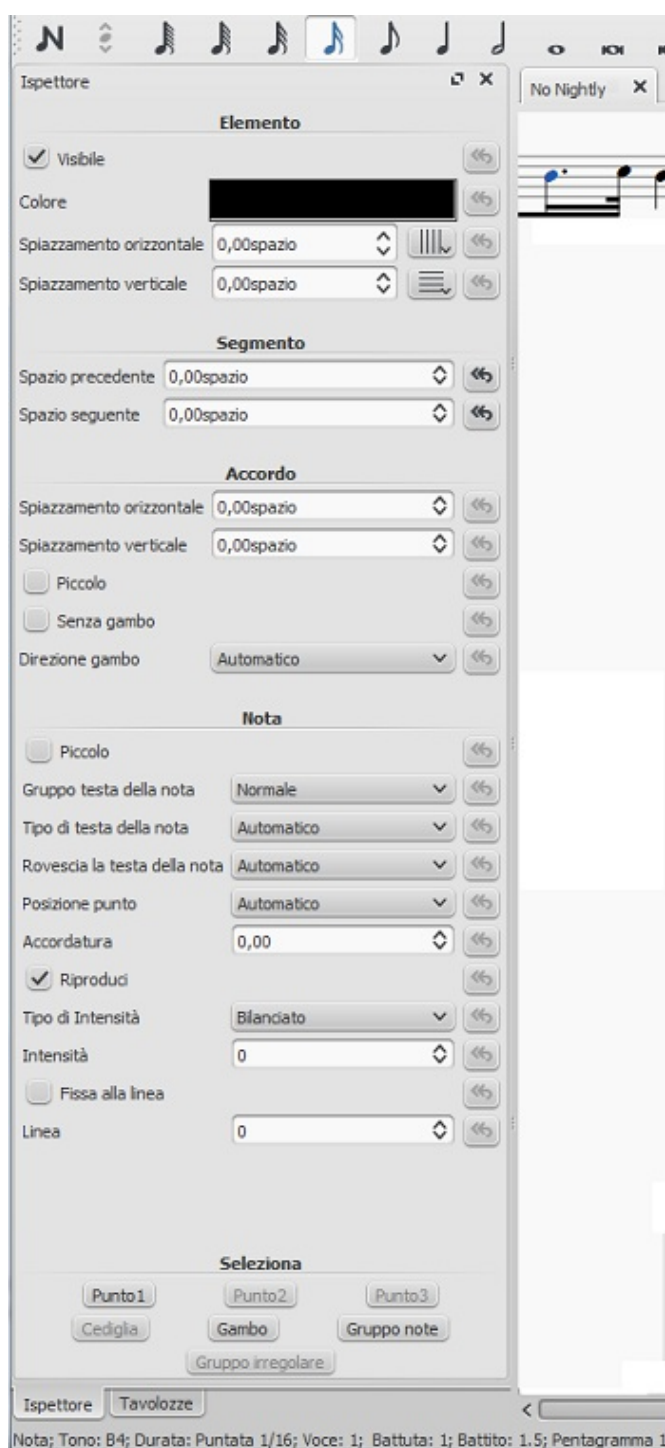 Ispettore
No Nightly
Elemento
Visibile
Colore
Spiazzamento orizzontale 0,00spazio
Spiazzamento verticale 0,00spazio
Segmento
Spazio precedente 0,00spazio
Spazio seguente 0,00spazio
Accordo
Spiazzamento orizzontale 0,00spazio
Spiazzamento verticale 0,00spazio
Piccolo
Senza gambo
Direzione gambo Automatico
Nota
Piccolo
Gruppo testa della nota Normale
Tipo di testa della nota Automatico
Rovescia la testa della nota Automatico
Posizione punto Automatico
Accordatura 0,00
Riproduci
Tipo di Intensità Bilanciato
Intensità 0
Fissa alla linea
Linea 0
Seleziona
Punto1 Punto2 Punto3
Cediglia Gambo Gruppo note
Gruppo irregolare
Ispettore Tavolozze
Nota; Tono: B4; Durata: Puntata 1/16; Voce: 1; Battuta: 1; Battito: 1.5; Pentagramma 1